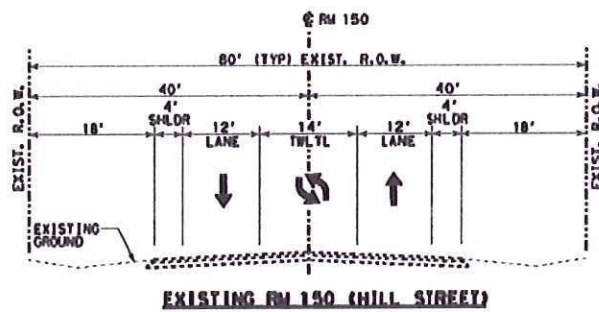 ℄ RM 150
80' (TYP) EXIST. R.O.W.
40' 40'
4' 4'
SHLDR SHLDR
18' 12' 14' 12' 18'
LANE TWLTL LANE
EXIST. R.O.W.
EXIST. R.O.W.
EXISTING
GROUND
EXISTING RM 150 (HILL STREET)